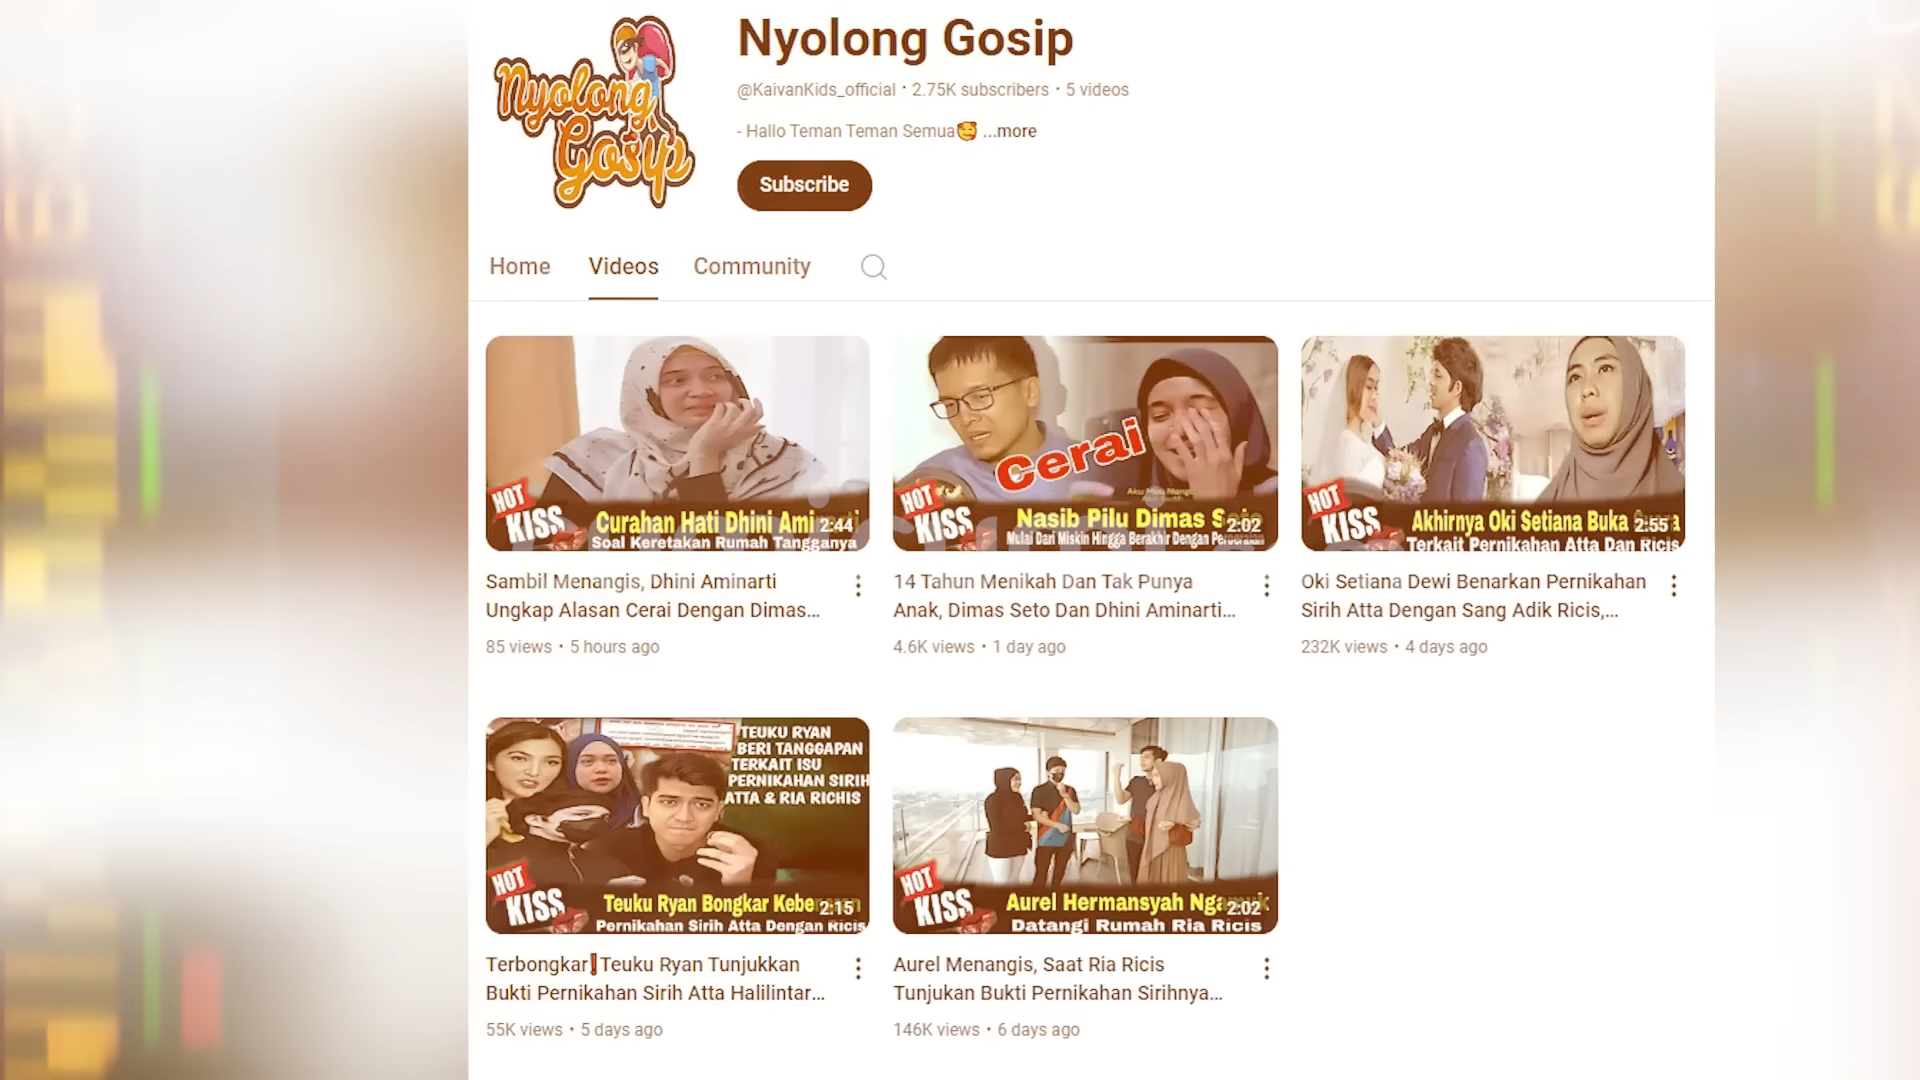 Nyolong
Gosip
Nyolong Gosip
@KaivanKids_official • 2.75K subscribers • 5 videos
- Hallo Teman Teman Semua🥰 ...more
Subscribe
Home
Videos
Community
HOT
KISS
Curahan Hati Dhini Ami
2:44
Soal Keretakan Rumah Tangganya
Sambil Menangis, Dhini Aminarti
Ungkap Alasan Cerai Dengan Dimas...
85 views • 5 hours ago
Cerai
HOT
KISS
Nasib Pilu Dimas Seto
2:02
Mulai Dari Miskin Hingga Berakhir Dengan Perceraian
14 Tahun Menikah Dan Tak Punya
Anak, Dimas Seto Dan Dhini Aminarti...
4.6K views • 1 day ago
HOT
KISS
Akhirnya Oki Setiana Buka
2:55
Terkait Pernikahan Atta Dan Ricis
Oki Setiana Dewi Benarkan Pernikahan
Sirih Atta Dengan Sang Adik Ricis,...
232K views • 4 days ago
TEUKU RYAN
BERI TANGGAPAN
TERKAIT ISU
PERNIKAHAN SIRIH
ATTA & RIA RICHIS
HOT
KISS
Teuku Ryan Bongkar Kebe
2:15
Pernikahan Sirih Atta Dengan Ricis
Terbongkar❗Teuku Ryan Tunjukkan
Bukti Pernikahan Sirih Atta Halilintar...
55K views • 5 days ago
HOT
KISS
Aurel Hermansyah Ngamuk
2:02
Datangi Rumah Ria Ricis
Aurel Menangis, Saat Ria Ricis
Tunjukan Bukti Pernikahan Sirihnya...
146K views • 6 days ago